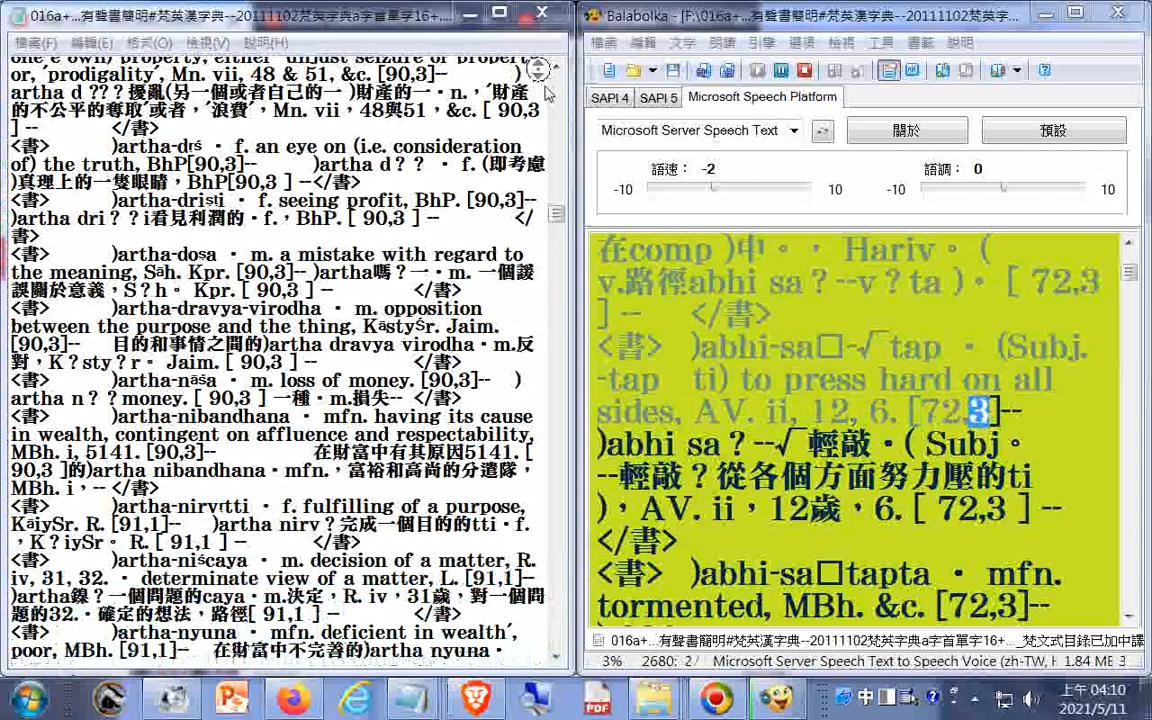 016a+...有聲書簡明#梵英漢字典--20111102梵英字典a字首單字16+...
檔案(F) 編輯(E) 格式(O) 檢視(V) 說明(H)
one's own) property, either unjust seizure of property
or, 'prodigality', Mn. vii, 48 & 51, &c. [90,3]-- )
artha d ???擾亂(另一個或者自己的一 )財產的一・n.，'財產
的不公平的奪取'或者，'浪費'，Mn. vii，48與51，&c. [ 90,3
] -- </書>
<書> )artha-dṛś ・ f. an eye on (i.e. consideration
of) the truth, BhP[90,3]-- )artha d？？ ・ f. (即考慮
)真理上的一隻眼睛，BhP[90,3 ] --</書>
<書> )artha-dṛiṣṭi ・ f. seeing profit, BhP. [90,3]--
)artha dri？？i看見利潤的・f.，BhP. [ 90,3 ] -- </
書>
<書> )artha-doṣa ・ m. a mistake with regard to
the meaning, Sāh. Kpr. [90,3]-- )artha嗎？一・m. 一個謬
誤關於意義，S？h。 Kpr. [ 90,3 ] -- </書>
<書> )artha-dravya-virodha ・ m. opposition
between the purpose and the thing, KāstyŚr. Jaim.
[90,3]-- 目的和事情之間的)artha dravya virodha・m.反
對，K？sty？r。 Jaim. [ 90,3 ] -- </書>
<書> )artha-nāśa ・ m. loss of money. [90,3]-- )
artha n？？money. [ 90,3 ] 一種・m.損失-- </書>
<書> )artha-nibandhana ・ mfn. having its cause
in wealth, contingent on affluence and respectability,
MBh. i, 5141. [90,3]-- 在財富中有其原因5141. [
90,3 ]的)artha nibandhana・mfn.，富裕和高尚的分遣隊，
MBh. i，-- </書>
<書> )artha-nirvṛtti ・ f. fulfilling of a purpose,
KāiySr. R. [91,1]-- )artha nirv？完成一個目的的tti・f.
，K？iySr。 R. [ 91,1 ] -- </書>
<書> )artha-niścaya ・ m. decision of a matter, R.
iv, 31, 32. ・ determinate view of a matter, L. [91,1]--
)artha鎳？一個問題的caya・m.決定，R. iv，31歲，對一個問
題的32.・確定的想法，路徑[ 91,1 ] -- </書>
<書> )artha-nyuna ・ mfn. deficient in wealth',
poor, MBh. [91,1]-- 在財富中不完善的)artha nyuna・
Balabolka - [F:\016a+...有聲書簡明#梵英漢字典--20111102梵英字...
檔案 編輯 文字 朗讀 引擎 選項 檢視 工具 書籤 說明
SAPI 4 SAPI 5 Microsoft Speech Platform
Microsoft Server Speech Text 關於 預設
語速： -2 語調： 0
-10 10 -10 10
在comp )中。・ Hariv。(
v.路徑abhi sa？--v？ta )。 [ 72,3
] -- </書>
<書> )abhi-sa□-√tap ・ (Subj.
-tap ti) to press hard on all
sides, AV. ii, 12, 6. [72,3]--
)abhi sa？--√輕敲・( Subj。
--輕敲？從各個方面努力壓的ti
)，AV. ii，12歲，6. [ 72,3 ] --
</書>
<書> )abhi-sa□tapta ・ mfn.
tormented, MBh. &c. [72,3]--
016a+...有聲書簡明#梵英漢字典--20111102梵英字典a字首單字16+..._梵文式目錄已加中譯
3% 2680: 2 Microsoft Server Speech Text to Speech Voice (zh-TW, H 1.84 ME 3
中
上午 04:10
2021/5/11